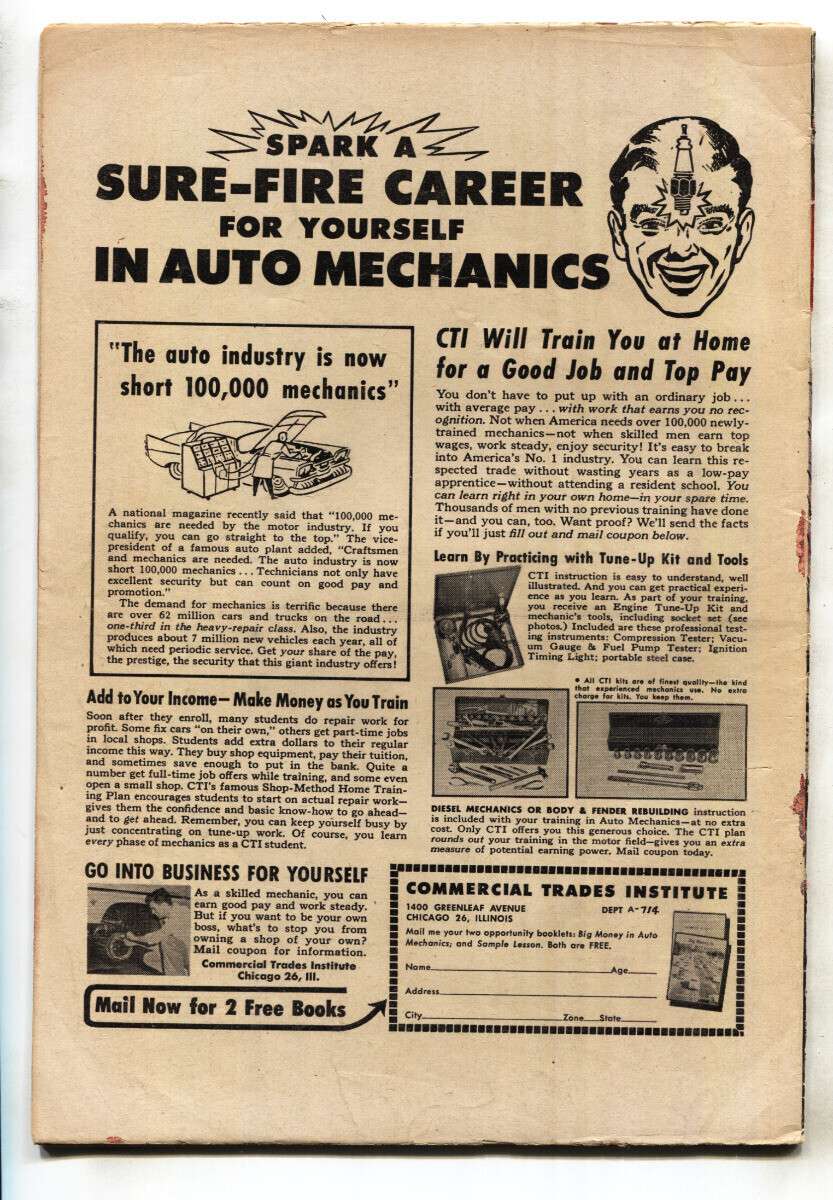 SPARK A
SURE-FIRE CAREER
FOR YOURSELF
IN AUTO MECHANICS
"The auto industry is now
short 100,000 mechanics"
A national magazine recently said that "100,000 me-
chanics are needed by the motor industry. If you
qualify, you can go straight to the top." The vice-
president of a famous auto plant added, "Craftsmen
and mechanics are needed. The auto industry is now
short 100,000 mechanics . . . Technicians not only have
excellent security but can count on good pay and
promotion."
The demand for mechanics is terrific because there
are over 62 million cars and trucks on the road . . .
one-third in the heavy-repair class. Also, the industry
produces about 7 million new vehicles each year, all of
which need periodic service. Get your share of the pay,
the prestige, the security that this giant industry offers!
Add to Your Income—Make Money as You Train
Soon after they enroll, many students do repair work for
profit. Some fix cars "on their own," others get part-time jobs
in local shops. Students add extra dollars to their regular
income this way. They buy shop equipment, pay their tuition,
and sometimes save enough to put in the bank. Quite a
number get full-time job offers while training, and some even
open a small shop. CTI's famous Shop-Method Home Train-
ing Plan encourages students to start on actual repair work—
gives them the confidence and basic know-how to go ahead—
and to get ahead. Remember, you can keep yourself busy by
just concentrating on tune-up work. Of course, you learn
every phase of mechanics as a CTI student.
GO INTO BUSINESS FOR YOURSELF
As a skilled mechanic, you can
earn good pay and work steady.
But if you want to be your own
boss, what's to stop you from
owning a shop of your own?
Mail coupon for information.
Commercial Trades Institute
Chicago 26, Ill.
Mail Now for 2 Free Books
CTI Will Train You at Home
for a Good Job and Top Pay
You don't have to put up with an ordinary job . . .
with average pay . . . with work that earns you no rec-
ognition. Not when America needs over 100,000 newly-
trained mechanics—not when skilled men earn top
wages, work steady, enjoy security! It's easy to break
into America's No. 1 industry. You can learn this re-
spected trade without wasting years as a low-pay
apprentice—without attending a resident school. You
can learn right in your own home—in your spare time.
Thousands of men with no previous training have done
it—and you can, too. Want proof? We'll send the facts
if you'll just fill out and mail coupon below.
Learn By Practicing with Tune-Up Kit and Tools
CTI instruction is easy to understand, well
illustrated. And you can get practical experi-
ence as you learn. As part of your training,
you receive an Engine Tune-Up Kit and
mechanic's tools, including socket set (see
photos.) Included are these professional test-
ing instruments: Compression Tester; Vacu-
um Gauge & Fuel Pump Tester; Ignition
Timing Light; portable steel case.
• All CTI kits are of finest quality—the kind
that experienced mechanics use. No extra
charge for kits. You keep them.
DIESEL MECHANICS OR BODY & FENDER REBUILDING instruction
is included with your training in Auto Mechanics—at no extra
cost. Only CTI offers you this generous choice. The CTI plan
rounds out your training in the motor field—gives you an extra
measure of potential earning power. Mail coupon today.
COMMERCIAL TRADES INSTITUTE
1400 GREENLEAF AVENUE DEPT A-714
CHICAGO 26, ILLINOIS
Mail me your two opportunity booklets: Big Money in Auto
Mechanics; and Sample Lesson. Both are FREE.
Name Age
Address
City Zone State